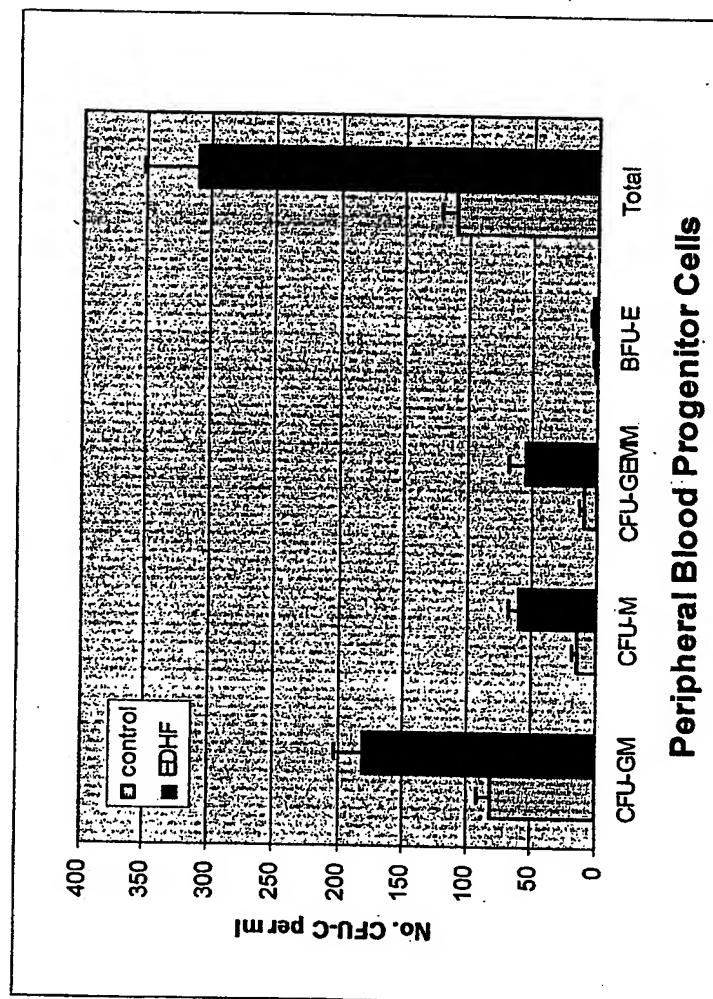 control
EDHF
400
350
300
250
200
150
100
50
0
No. CFU-C per ml
CFU-GM
CFU-M
CFU-GEMM
BFU-E
Total
Peripheral Blood Progenitor Cells